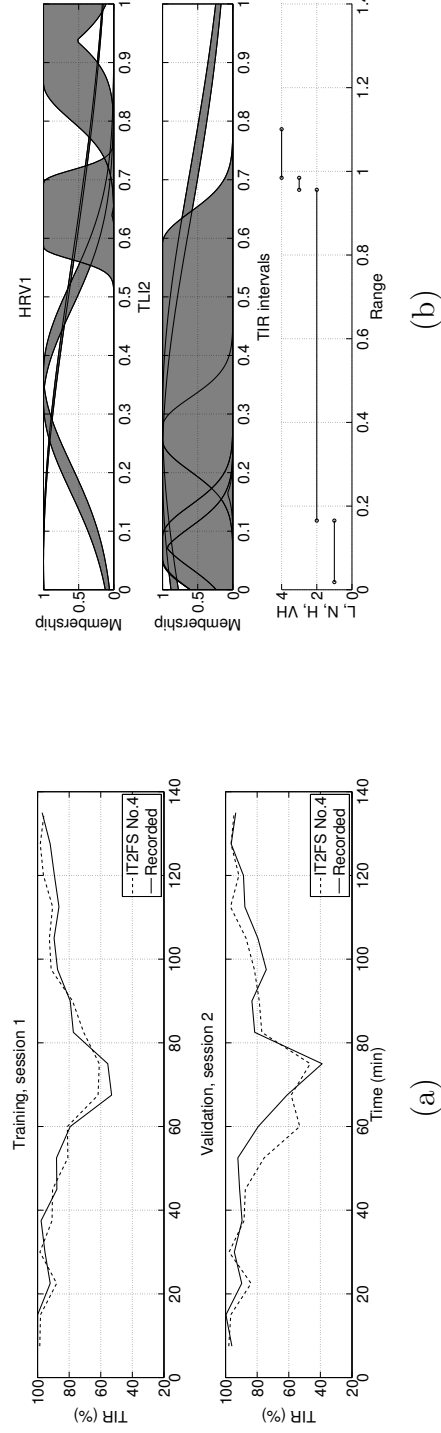 Training, session 1
100
80
60
40
20
TIR (%)
0 20 40 60 80 100 120 140
IT2FS No.4
Recorded
Validation, session 2
100
80
60
40
20
TIR (%)
0 20 40 60 80 100 120 140
Time (min)
IT2FS No.4
Recorded
(a)
HRV1
1
0.5
0
Membership
0 0.1 0.2 0.3 0.4 0.5 0.6 0.7 0.8 0.9 1
TLI2
1
0.5
0
Membership
0 0.1 0.2 0.3 0.4 0.5 0.6 0.7 0.8 0.9 1
TIR intervals
4
2
0
L, N, H, VH
0 0.2 0.4 0.6 0.8 1 1.2 1.4
Range
(b)